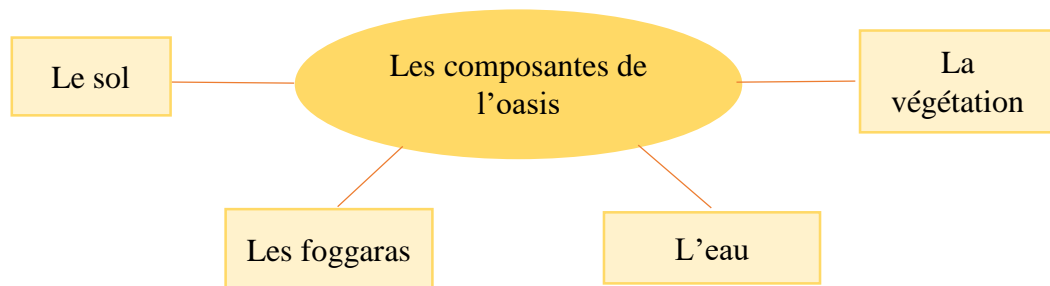 Le sol
Les composantes de
l’oasis
La
végétation
Les foggaras
L’eau